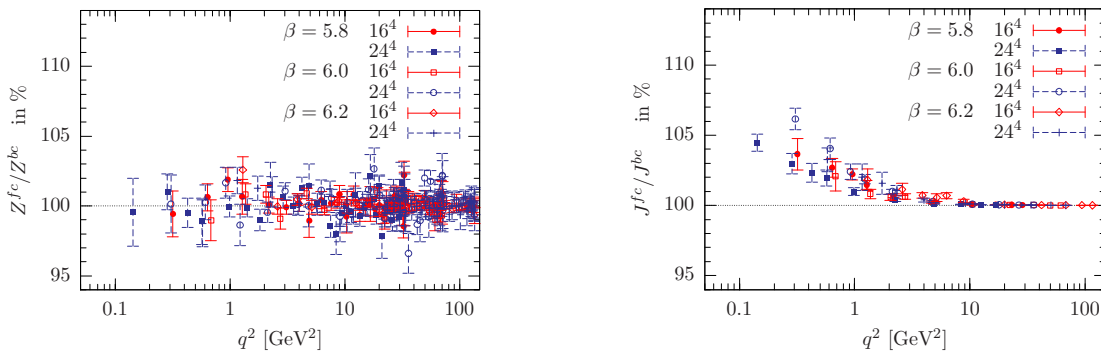 β = 5.8 16⁴
24⁴
β = 6.0 16⁴
24⁴
β = 6.2 16⁴
24⁴
110
105
100
95
0.1 1 10 100
Z^{fc}/Z^{bc} in %
q² [GeV²]
β = 5.8 16⁴
24⁴
β = 6.0 16⁴
24⁴
β = 6.2 16⁴
24⁴
110
105
100
95
0.1 1 10 100
J^{fc}/J^{bc} in %
q² [GeV²]